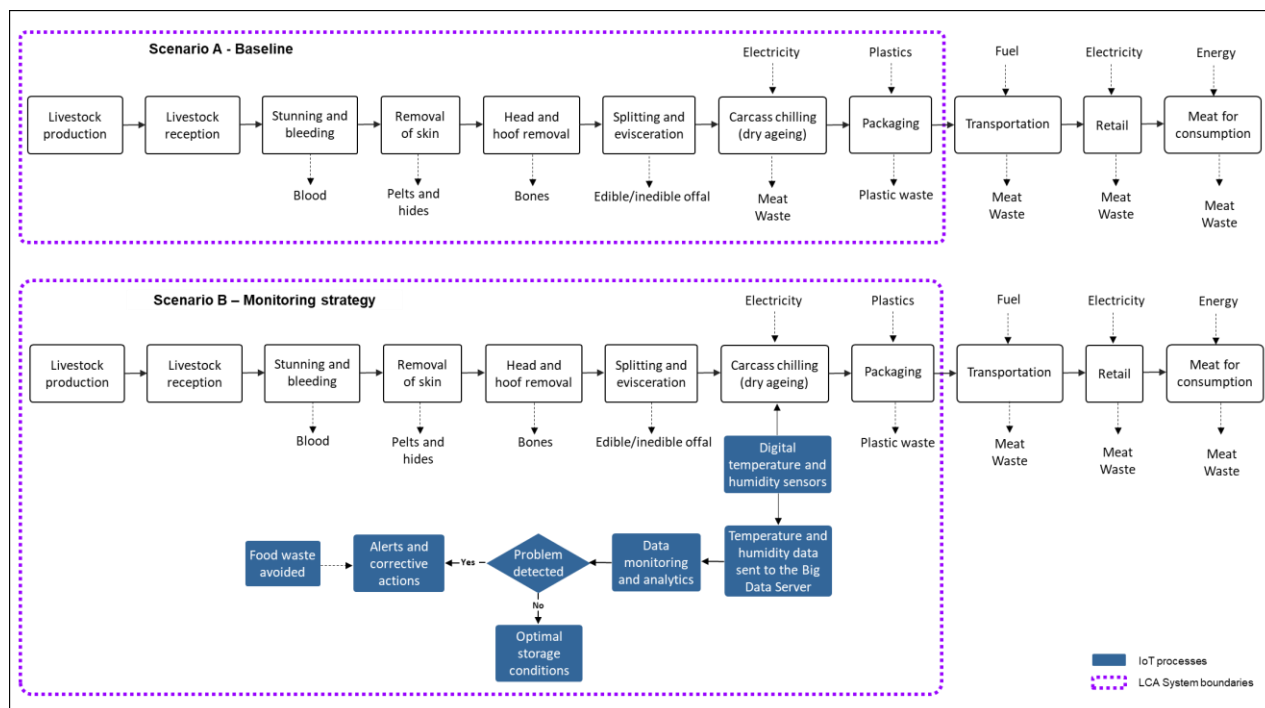 Scenario A - Baseline
Electricity
Plastics
Fuel
Electricity
Energy
Livestock
production
Livestock
reception
Stunning and
bleeding
Removal
of skin
Head and
hoof removal
Splitting and
evisceration
Carcass chilling
(dry ageing)
Packaging
Transportation
Retail
Meat for
consumption
Blood
Pelts and
hides
Bones
Edible/inedible offal
Meat
Waste
Plastic waste
Meat
Waste
Meat
Waste
Meat
Waste
Scenario B – Monitoring strategy
Electricity
Plastics
Fuel
Electricity
Energy
Livestock
production
Livestock
reception
Stunning and
bleeding
Removal
of skin
Head and
hoof removal
Splitting and
evisceration
Carcass chilling
(dry ageing)
Packaging
Transportation
Retail
Meat for
consumption
Blood
Pelts and
hides
Bones
Edible/inedible offal
Plastic waste
Meat
Waste
Meat
Waste
Meat
Waste
Digital
temperature and
humidity sensors
Food waste
avoided
Alerts and
corrective
actions
Yes
Problem
detected
Data
monitoring
and analytics
Temperature and
humidity data
sent to the Big
Data Server
No
Optimal
storage
conditions
IoT processes
LCA System boundaries